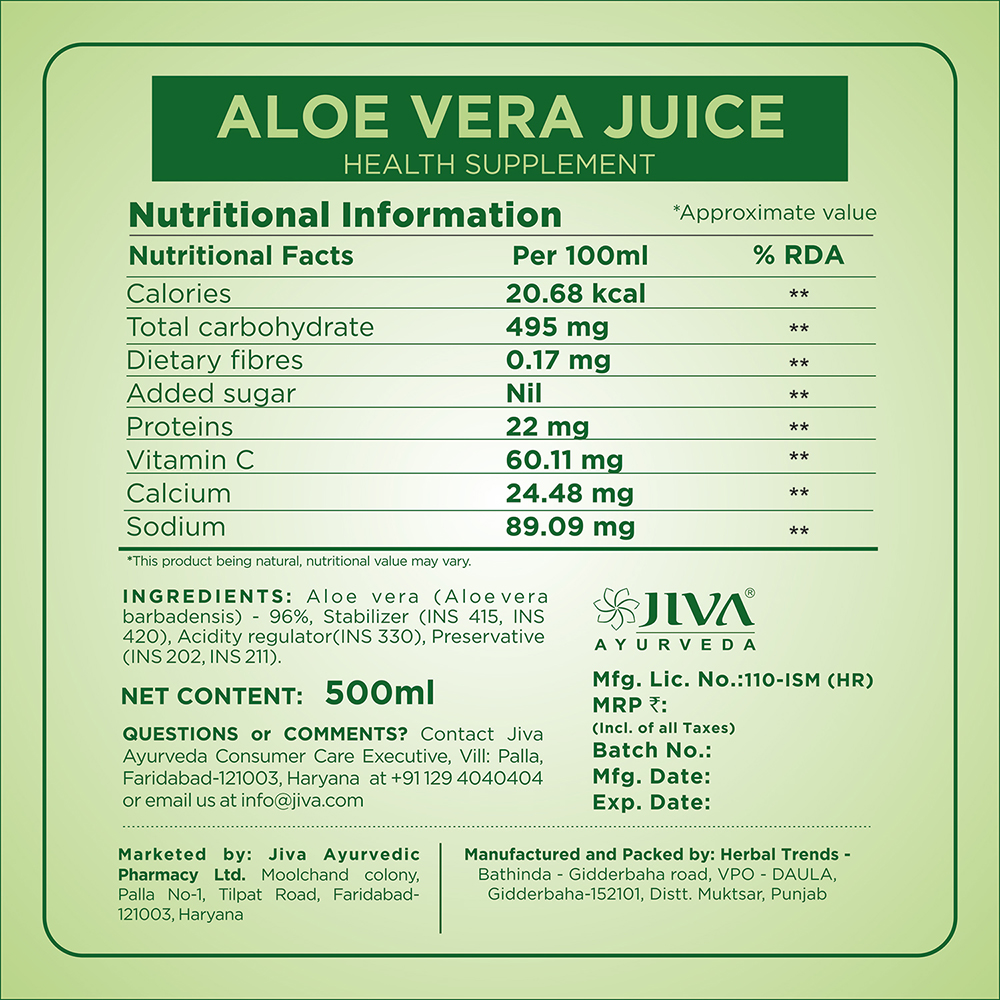 ALOE VERA JUICE
HEALTH SUPPLEMENT
Nutritional Information *Approximate value
Nutritional Facts Per 100ml % RDA
Calories 20.68 kcal **
Total carbohydrate 495 mg **
Dietary fibres 0.17 mg **
Added sugar Nil **
Proteins 22 mg **
Vitamin C 60.11 mg **
Calcium 24.48 mg **
Sodium 89.09 mg **
*This product being natural, nutritional value may vary.
INGREDIENTS: Aloe vera (Aloe vera
barbadensis) - 96%, Stabilizer (INS 415, INS
420), Acidity regulator(INS 330), Preservative
(INS 202, INS 211).
NET CONTENT: 500ml
QUESTIONS or COMMENTS? Contact Jiva
Ayurveda Consumer Care Executive, Vill: Palla,
Faridabad-121003, Haryana at +91 129 4040404
or email us at info@jiva.com
JIVA®
AYURVEDA
Mfg. Lic. No.:110-ISM (HR)
MRP ₹:
(Incl. of all Taxes)
Batch No.:
Mfg. Date:
Exp. Date:
Marketed by: Jiva Ayurvedic
Pharmacy Ltd. Moolchand colony,
Palla No-1, Tilpat Road, Faridabad-
121003, Haryana
Manufactured and Packed by: Herbal Trends -
Bathinda - Gidderbaha road, VPO - DAULA,
Gidderbaha-152101, Distt. Muktsar, Punjab